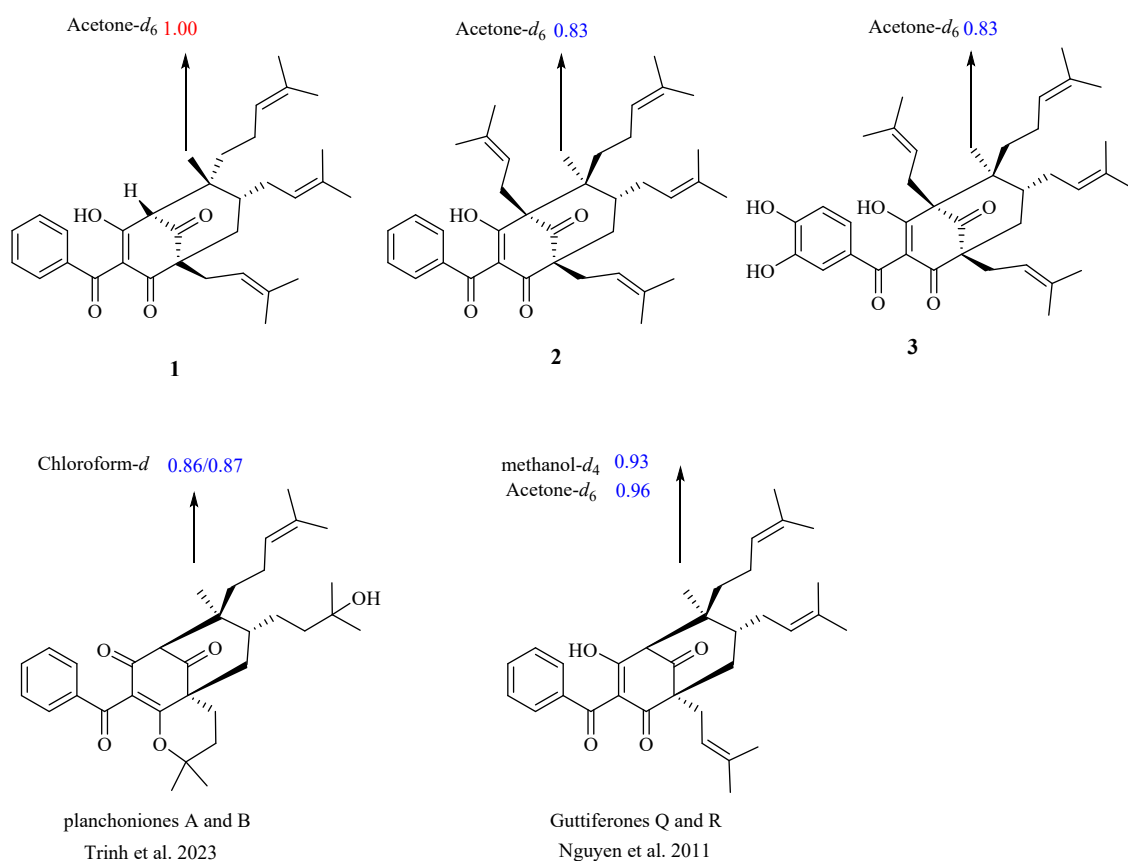 Acetone-d6 1.00
Acetone-d6 0.83
Acetone-d6 0.83
H
HO
O
O
O
1
HO
O
O
O
2
HO
HO
HO
O
O
O
3
Chloroform-d 0.86/0.87
OH
O
O
O
O
planchoniones A and B
Trinh et al. 2023
methanol-d4 0.93
Acetone-d6 0.96
HO
O
O
O
Guttiferones Q and R
Nguyen et al. 2011